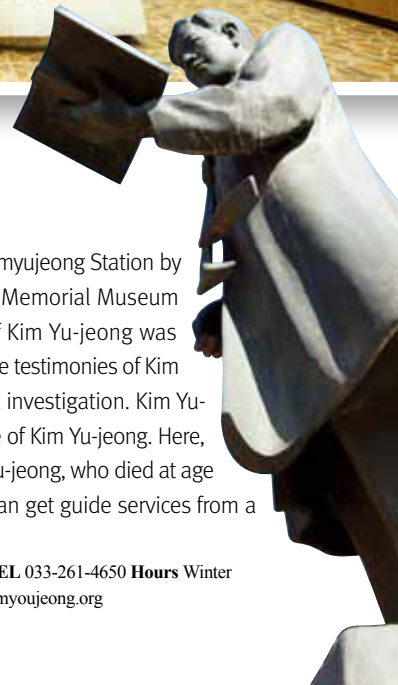 myujeong Station by
Memorial Museum
f Kim Yu-jeong was
e testimonies of Kim
investigation. Kim Yu-
e of Kim Yu-jeong. Here,
u-jeong, who died at age
an get guide services from a
EL 033-261-4650 Hours Winter
myoujeong.org